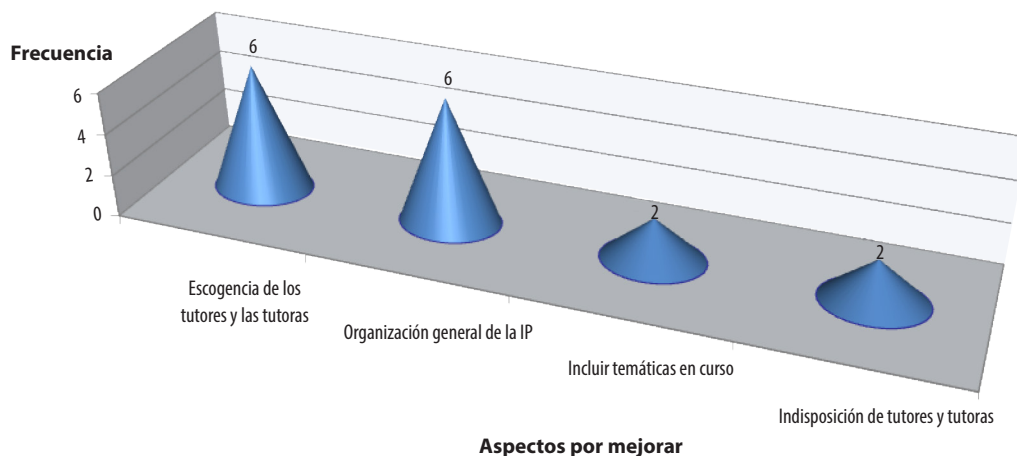 Frecuencia
6
4
2
0
6
6
2
2
Escogencia de los
tutores y las tutoras
Organización general de la IP
Incluir temáticas en curso
Indisposición de tutores y tutoras
Aspectos por mejorar